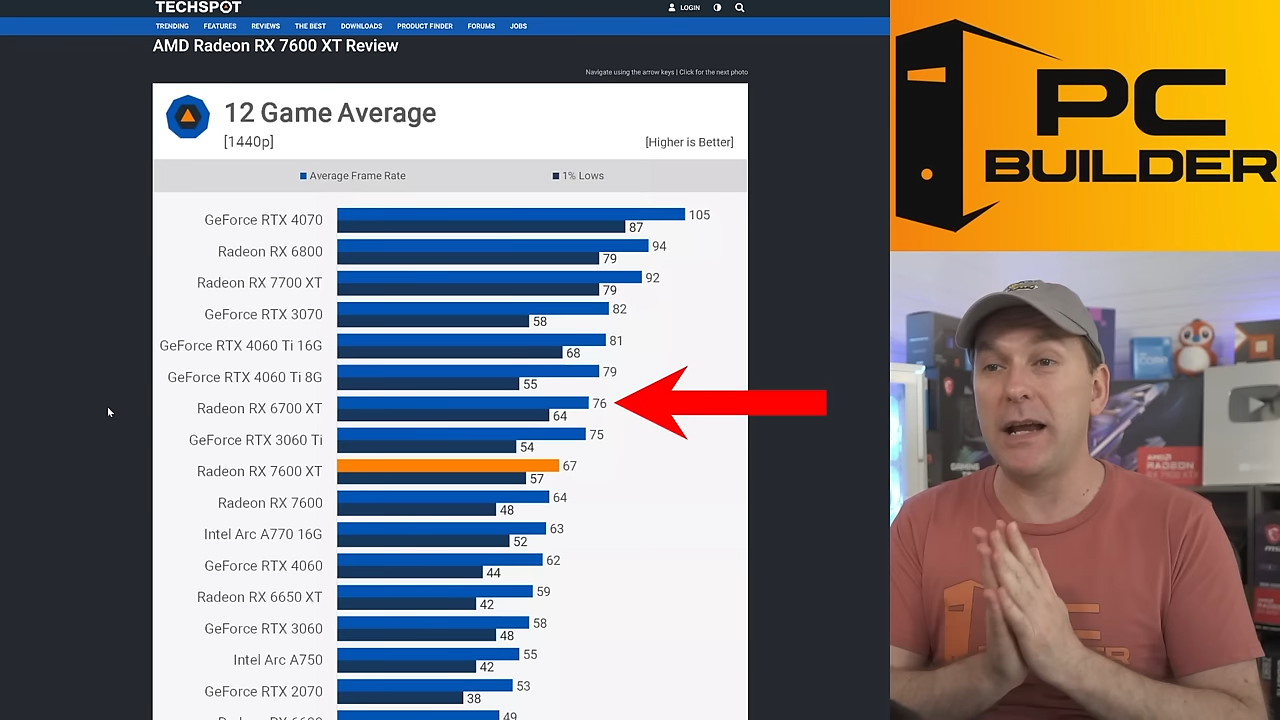 TECHSPOT
LOGIN
TRENDING FEATURES REVIEWS THE BEST DOWNLOADS PRODUCT FINDER FORUMS JOBS
AMD Radeon RX 7600 XT Review
Navigate using the arrow keys | Click for the next photo
12 Game Average
[1440p]
[Higher is Better]
Average Frame Rate 1% Lows
GeForce RTX 4070 105 87
Radeon RX 6800 94 79
Radeon RX 7700 XT 92 79
GeForce RTX 3070 82 58
GeForce RTX 4060 Ti 16G 81 68
GeForce RTX 4060 Ti 8G 79 55
Radeon RX 6700 XT 76 64
GeForce RTX 3060 Ti 75 54
Radeon RX 7600 XT 67 57
Radeon RX 7600 64 48
Intel Arc A770 16G 63 52
GeForce RTX 4060 62 44
Radeon RX 6650 XT 59 42
GeForce RTX 3060 58 48
Intel Arc A750 55 42
GeForce RTX 2070 53 38
49
PC
BUILDER
GAMING
RADEON